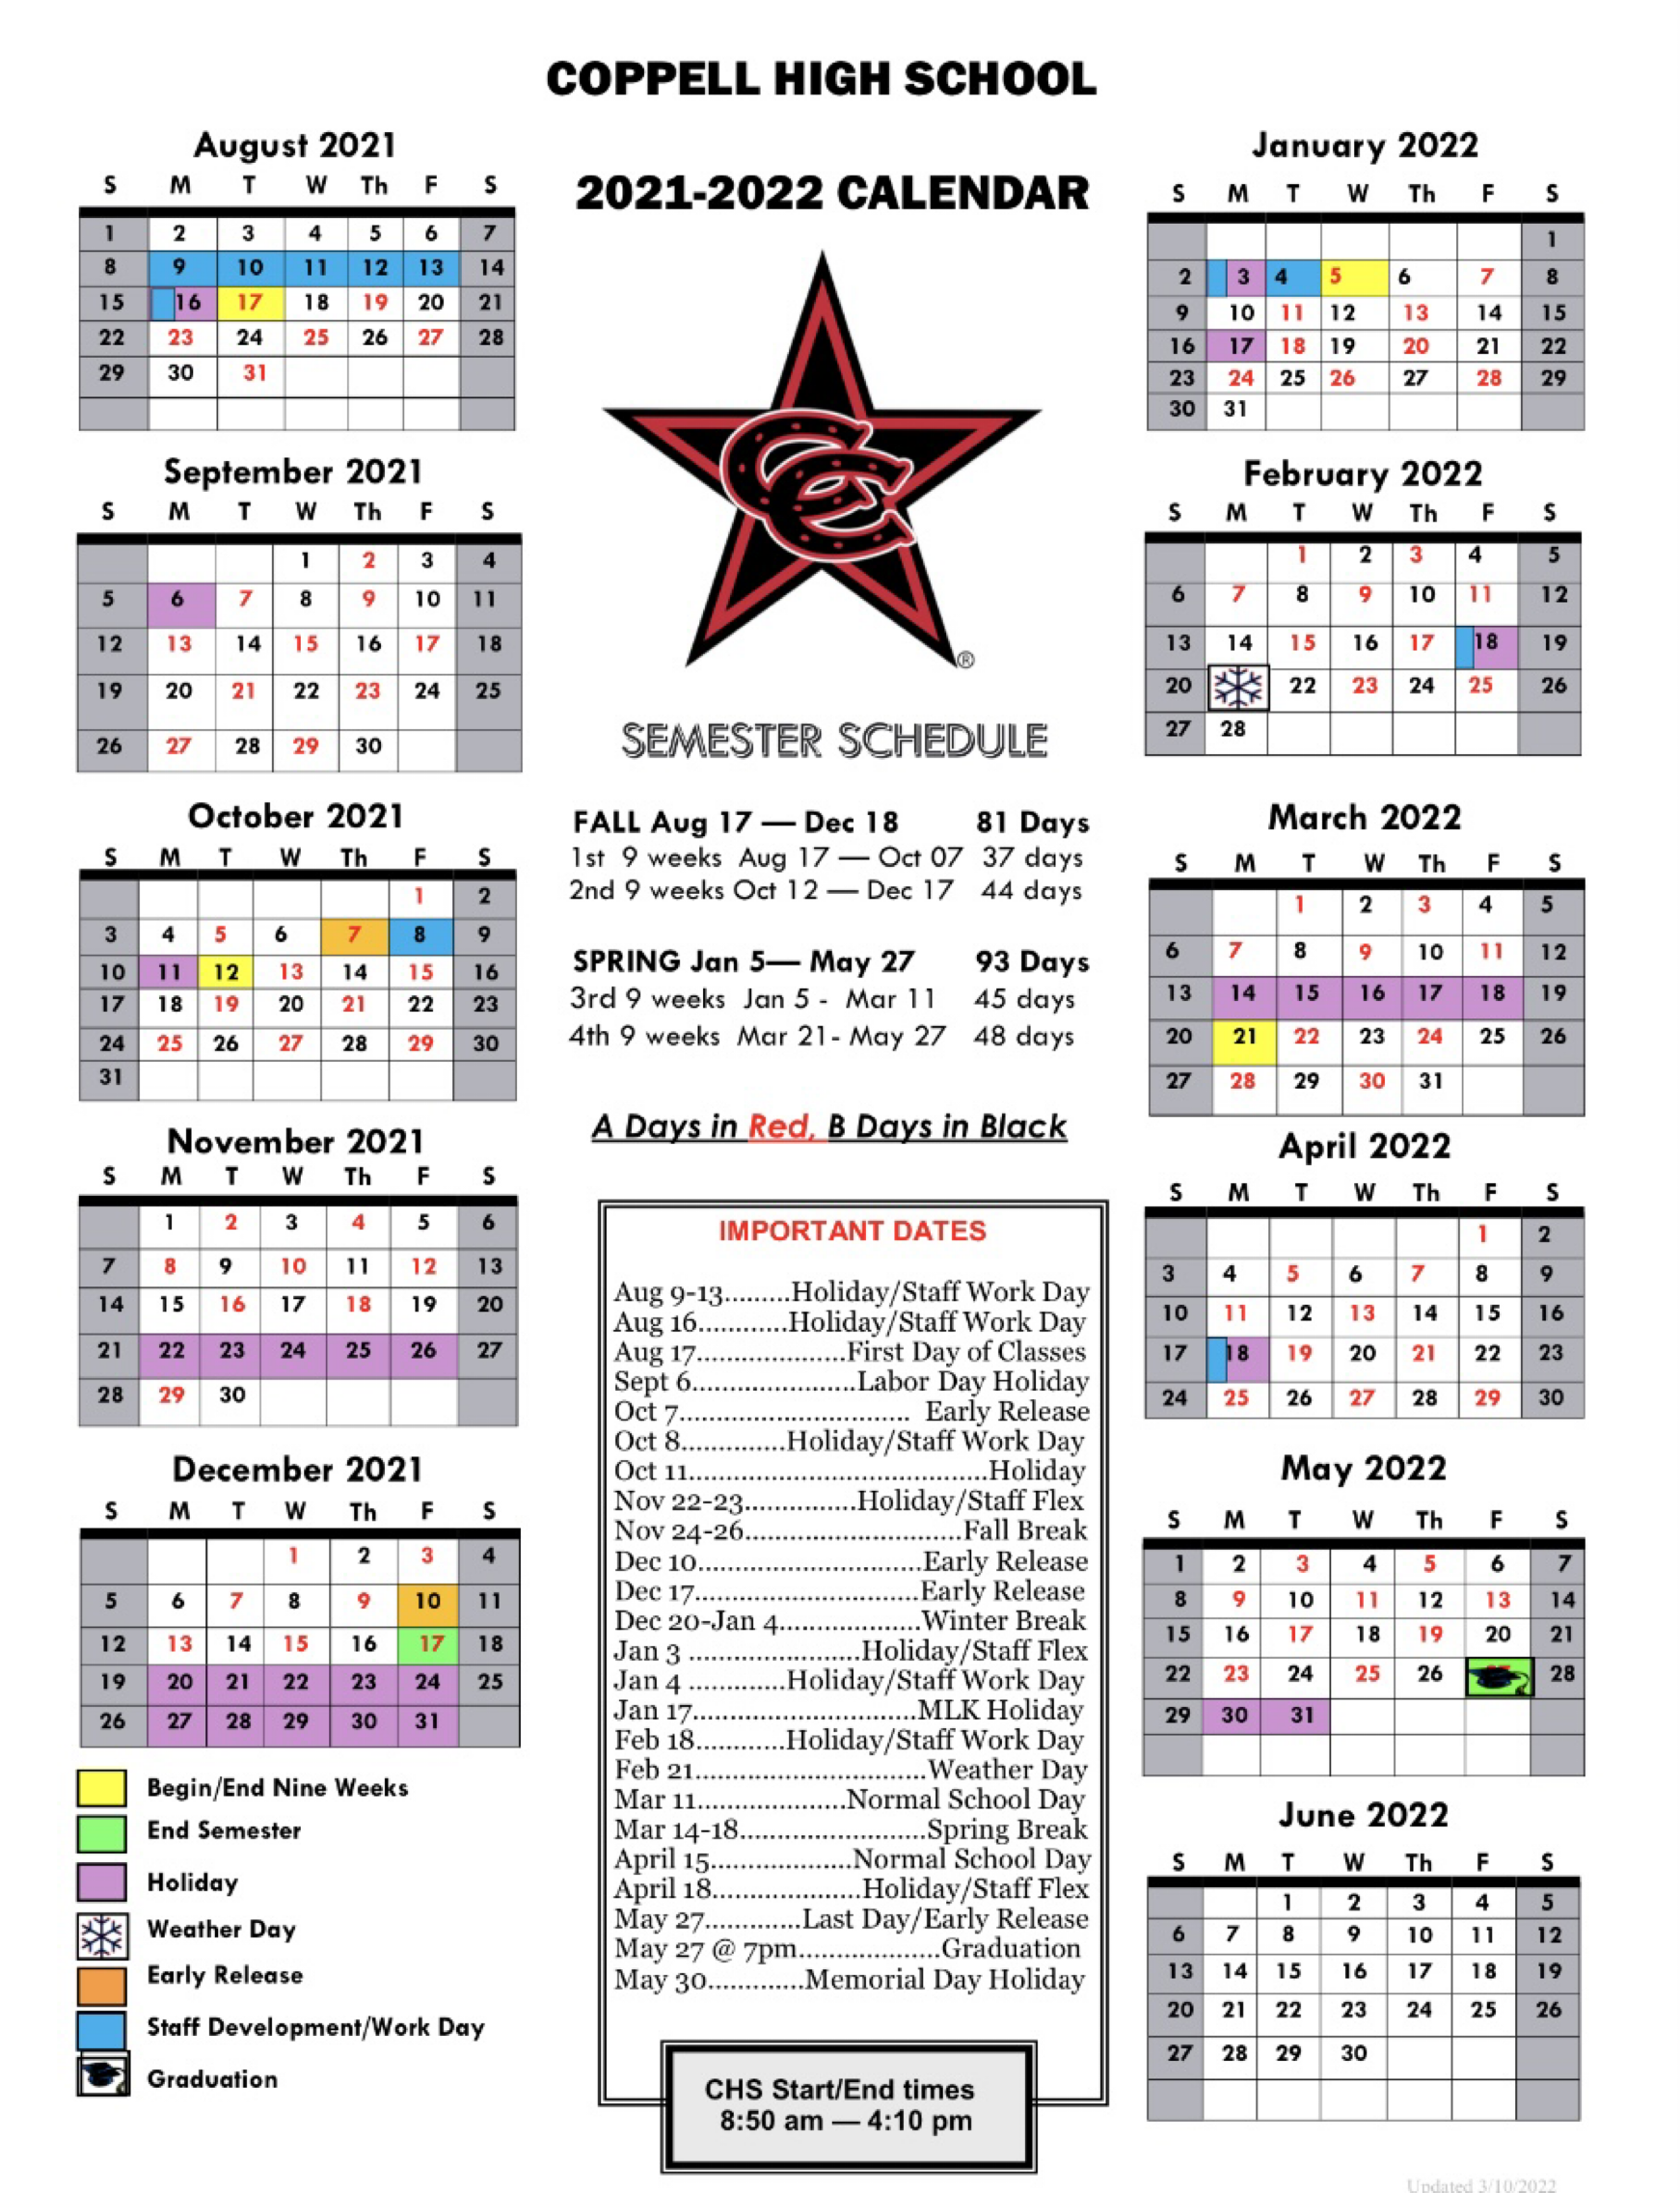 COPPELL HIGH SCHOOL
2021-2022 CALENDAR
August 2021
S M T W Th F S
1 2 3 4 5 6 7
8 9 10 11 12 13 14
15 16 17 18 19 20 21
22 23 24 25 26 27 28
29 30 31
September 2021
S M T W Th F S
1 2 3 4
5 6 7 8 9 10 11
12 13 14 15 16 17 18
19 20 21 22 23 24 25
26 27 28 29 30
October 2021
S M T W Th F S
1 2
3 4 5 6 7 8 9
10 11 12 13 14 15 16
17 18 19 20 21 22 23
24 25 26 27 28 29 30
31
November 2021
S M T W Th F S
1 2 3 4 5 6
7 8 9 10 11 12 13
14 15 16 17 18 19 20
21 22 23 24 25 26 27
28 29 30
December 2021
S M T W Th F S
1 2 3 4
5 6 7 8 9 10 11
12 13 14 15 16 17 18
19 20 21 22 23 24 25
26 27 28 29 30 31
Begin/End Nine Weeks
End Semester
Holiday
Weather Day
Early Release
Staff Development/Work Day
Graduation
®
SEMESTER SCHEDULE
FALL Aug 17 — Dec 18 81 Days
1st 9 weeks Aug 17 — Oct 07 37 days
2nd 9 weeks Oct 12 — Dec 17 44 days
SPRING Jan 5— May 27 93 Days
3rd 9 weeks Jan 5 - Mar 11 45 days
4th 9 weeks Mar 21- May 27 48 days
A Days in Red, B Days in Black
IMPORTANT DATES
Aug 9-13.........Holiday/Staff Work Day
Aug 16............Holiday/Staff Work Day
Aug 17....................First Day of Classes
Sept 6......................Labor Day Holiday
Oct 7............................... Early Release
Oct 8..............Holiday/Staff Work Day
Oct 11........................................Holiday
Nov 22-23...............Holiday/Staff Flex
Nov 24-26.............................Fall Break
Dec 10..............................Early Release
Dec 17..............................Early Release
Dec 20-Jan 4...................Winter Break
Jan 3 .......................Holiday/Staff Flex
Jan 4 .............Holiday/Staff Work Day
Jan 17..............................MLK Holiday
Feb 18............Holiday/Staff Work Day
Feb 21...............................Weather Day
Mar 11....................Normal School Day
Mar 14-18.........................Spring Break
April 15...................Normal School Day
April 18....................Holiday/Staff Flex
May 27.............Last Day/Early Release
May 27 @ 7pm...................Graduation
May 30.............Memorial Day Holiday
CHS Start/End times
8:50 am — 4:10 pm
January 2022
S M T W Th F S
1
2 3 4 5 6 7 8
9 10 11 12 13 14 15
16 17 18 19 20 21 22
23 24 25 26 27 28 29
30 31
February 2022
S M T W Th F S
1 2 3 4 5
6 7 8 9 10 11 12
13 14 15 16 17 18 19
20 22 23 24 25 26
27 28
March 2022
S M T W Th F S
1 2 3 4 5
6 7 8 9 10 11 12
13 14 15 16 17 18 19
20 21 22 23 24 25 26
27 28 29 30 31
April 2022
S M T W Th F S
1 2
3 4 5 6 7 8 9
10 11 12 13 14 15 16
17 18 19 20 21 22 23
24 25 26 27 28 29 30
May 2022
S M T W Th F S
1 2 3 4 5 6 7
8 9 10 11 12 13 14
15 16 17 18 19 20 21
22 23 24 25 26 28
29 30 31
June 2022
S M T W Th F S
1 2 3 4 5
6 7 8 9 10 11 12
13 14 15 16 17 18 19
20 21 22 23 24 25 26
27 28 29 30
Updated 3/10/2022